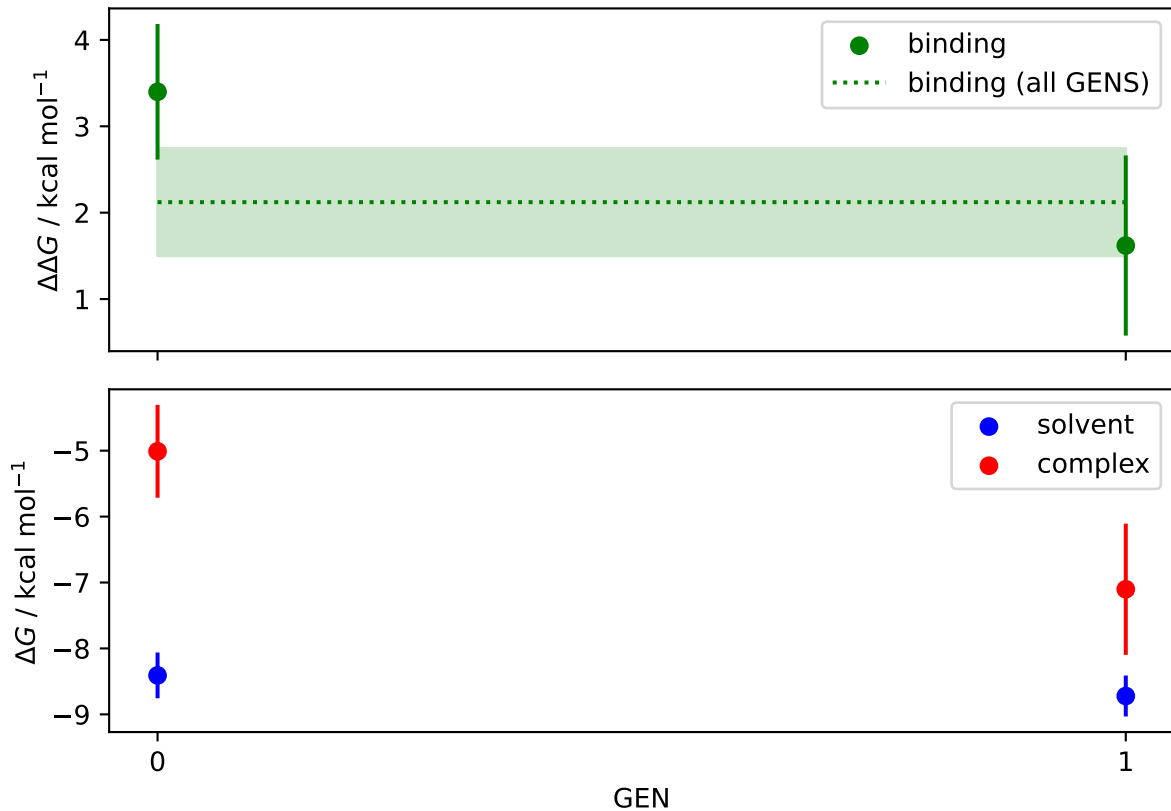 4
3
2
1
ΔΔG / kcal mol⁻¹
binding
binding (all GENS)
−5
−6
−7
−8
−9
ΔG / kcal mol⁻¹
solvent
complex
0
1
GEN